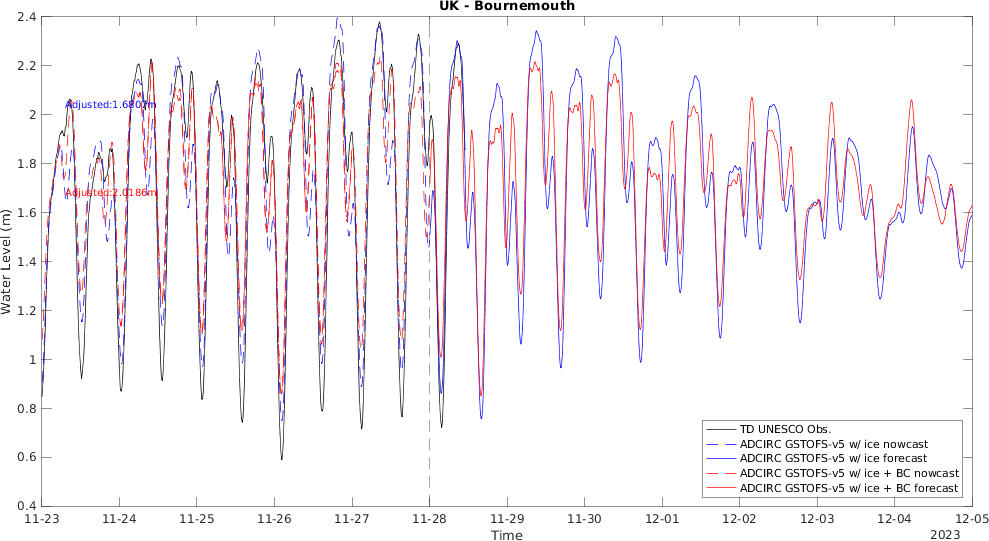 UK - Bournemouth
Water Level (m)
2.4
2.2
2
1.8
1.6
1.4
1.2
1
0.8
0.6
0.4
Adjusted:1.6807m
Adjusted:2.0186m
TD UNESCO Obs.
ADCIRC GSTOFS-v5 w/ ice nowcast
ADCIRC GSTOFS-v5 w/ ice forecast
ADCIRC GSTOFS-v5 w/ ice + BC nowcast
ADCIRC GSTOFS-v5 w/ ice + BC forecast
11-23 11-24 11-25 11-26 11-27 11-28 11-29 11-30 12-01 12-02 12-03 12-04 12-05
Time
2023